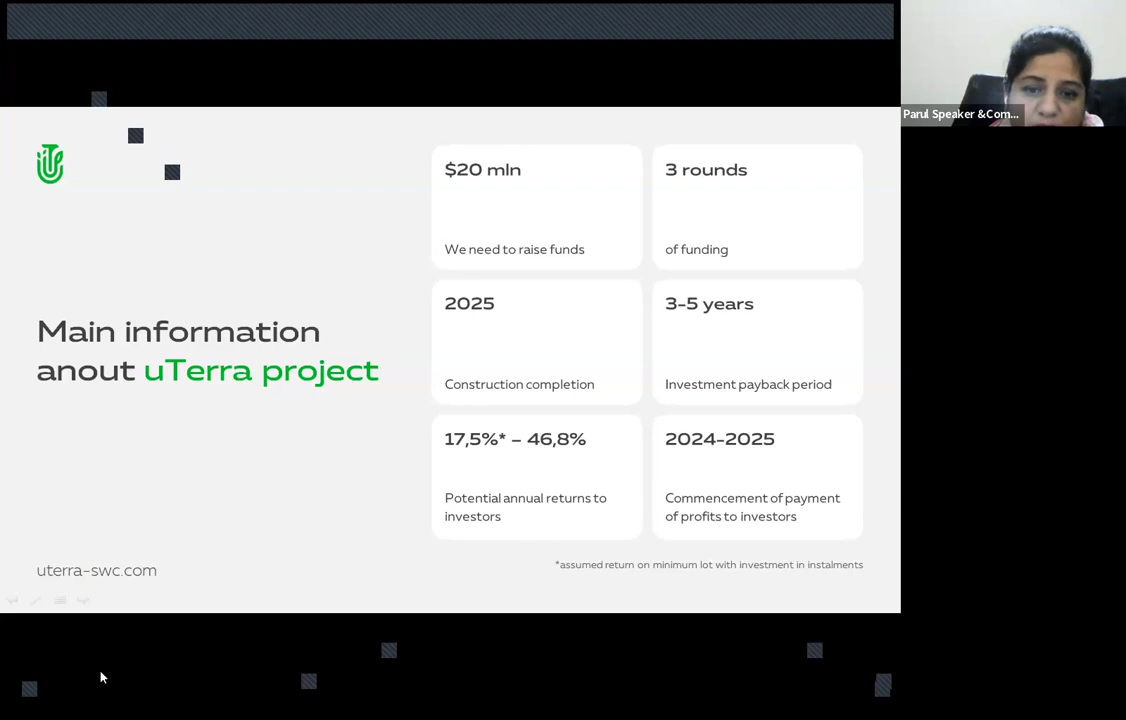 Parul Speaker &Com...
$20 mln
We need to raise funds
3 rounds
of funding
Main information
anout uTerra project
2025
Construction completion
3-5 years
Investment payback period
17,5%* – 46,8%
Potential annual returns to
investors
2024-2025
Commencement of payment
of profits to investors
*assumed return on minimum lot with investment in instalments
uterra-swc.com